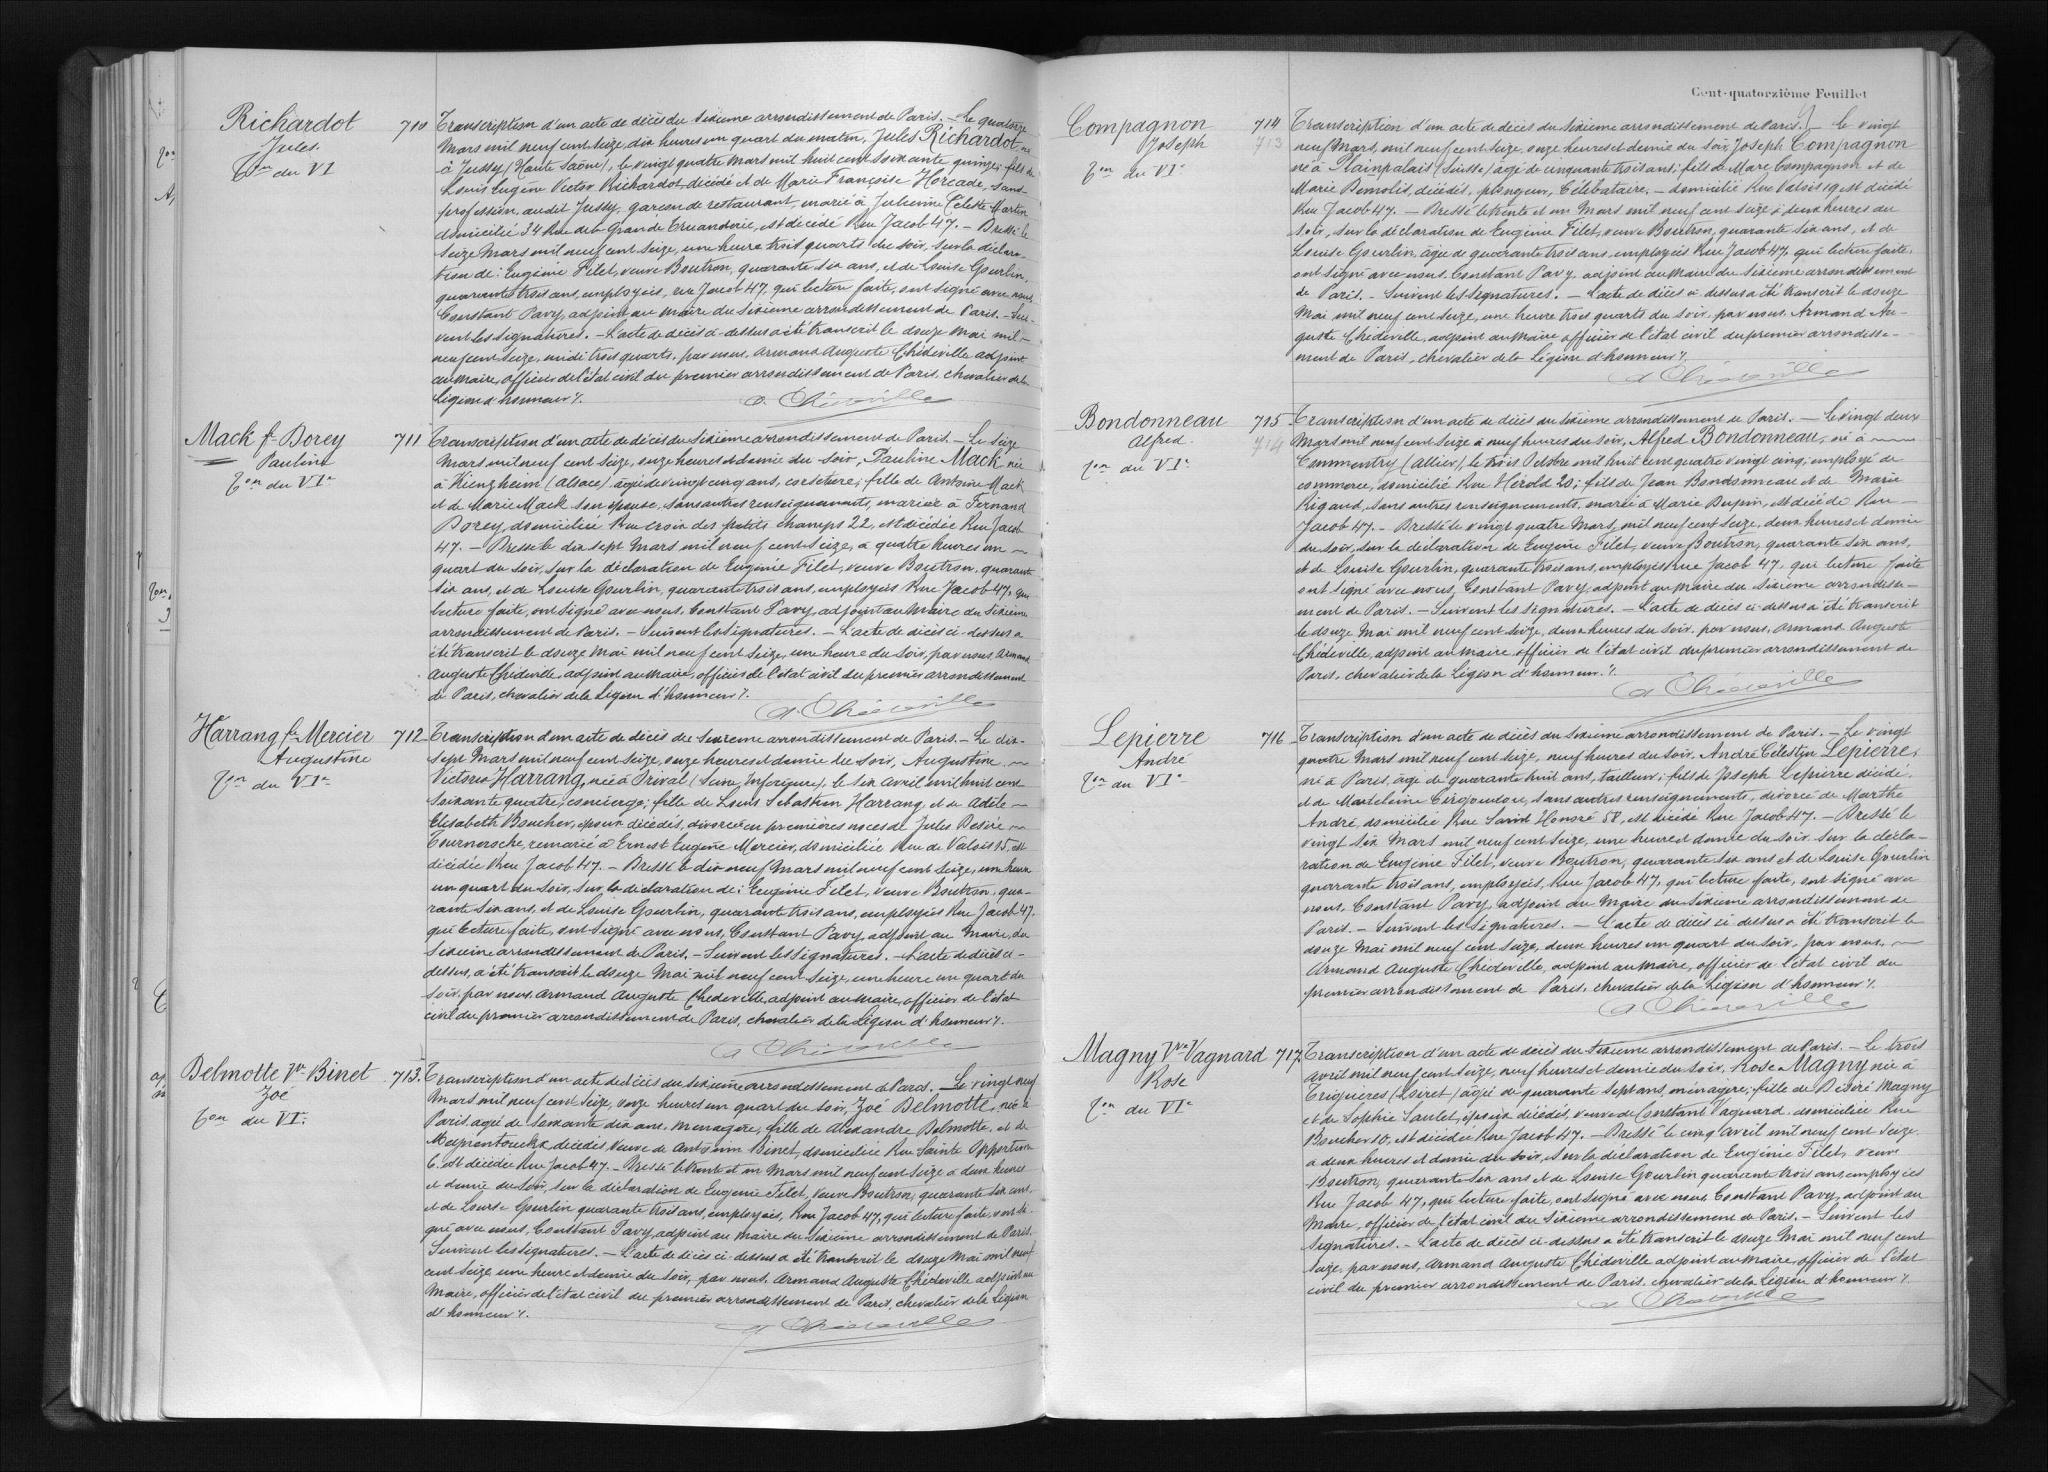 Richardot
Jules
Ton du VI
710
Transcription d'un acte de décès du sixième arrondissement de Paris. — Le quatorze
Mars mil neuf cent seize, dix heures un quart du matin, Jules Richardot, né
à Jussy (Haute Saône), le vingt quatre Mars mil huit cent soixante quinze; fils de
Louis Eugène Victor Richardot, décédé et de Marie Françoise Horcade, sans
profession, audit Jussy, garçon de restaurant, marié à Julienne Céleste Martin
domicilié 34 Rue de la Grande Truanderie, est décédé Rue Jacob 47. — Dressé le
seize Mars mil neuf cent seize, une heure trois quarts du soir, sur la déclara-
tion de: Eugénie Filet, veuve Boutron, quarante six ans, et de Louise Gourlin,
quarante trois ans, employées, rue Jacob 47, qui lecture faite, ont signé avec nous,
Constant Pavy, adjoint au maire du sixième arrondissement de Paris. — Sui-
vent les signatures. — L'acte de décès ci-dessus a été transcrit le douze Mai mil-
neuf cent seize, midi trois quarts, par nous, Armand Auguste Chédeville adjoint
au maire, officier de l'état civil du premier arrondissement de Paris, chevalier de la
Légion d'honneur ./.
A Chédeville
Mack fe Dorey
Pauline
Ton du VIe
711
Transcription d'un acte de décès du sixième arrondissement de Paris. — Le seize
Mars mil neuf cent seize, onze heures et demie du soir, Pauline Mack née
à Kienzheim (Alsace) âgée de vingt cinq ans, corsetière; fille de Antoine Mack
et de Marie Mack son épouse, sans autres renseignements, mariée à Fernand
Dorey, domiciliée Rue croix des petits champs 22, est décédée Rue Jacob
47. — Dressé le dix sept Mars mil neuf cent seize, à quatre heures un
quart du soir, sur la déclaration de Eugénie Filet, veuve Boutron, quarante
six ans, et de Louise Gourlin, quarante trois ans, employées Rue Jacob 47, qui
lecture faite, ont signé avec nous, Constant Pavy, adjoint au Maire du sixième
arrondissement de Paris. — Suivent les signatures. — L'acte de décès ci-dessus a
été transcrit le douze Mai mil neuf cent seize, une heure du soir, par nous, Armand
Auguste Chédeville, adjoint au maire, officier de l'état civil du premier arrondissement
de Paris, chevalier de la Légion d'honneur ./.
A. Chédeville
Harrang fe Mercier
Augustine
Ton du VIe
712
Transcription d'un acte de décès du sixième arrondissement de Paris. — Le dix-
sept Mars mil neuf cent seize, onze heures et demie du soir, Augustine
Victorie Harrang, née à Prival (Seine Inférieure), le six avril mil huit cent
soixante quatre, concierge; fille de Louis Sébastien Harrang et de Adèle
Elisabeth Boucher, époux décédés, divorcée en premières noces de Jules Désiré
Tournorsche, remariée à Ernest Eugène Mercier, domiciliée Rue de Valois 15, est
décédée Rue Jacob 47. — Dressé le dix neuf Mars mil neuf cent seize, une heure
un quart du soir, sur la déclaration de: Eugénie Filet, veuve Boutron, qua-
rante six ans, et de Louise Gourlin, quarante trois ans, employées Rue Jacob 47,
qui lecture faite, ont signé avec nous, Constant Pavy, adjoint au Maire, du
sixième arrondissement de Paris. — Suivent les signatures. — L'acte de décès ci-
dessus, a été transcrit le douze Mai mil neuf cent seize, une heure un quart du
soir, par nous, Armand Auguste Chédeville, adjoint au maire, officier de l'état
civil du premier arrondissement de Paris, chevalier de la Légion d'honneur ./.
A Chédeville
Delmotte Vve Binet
Zoé
Ton du VI.
713.
Transcription d'un acte de décès du sixième arrondissement de Paris. Le vingt neuf
Mars mil neuf cent seize, onze heures un quart du soir, Zoé Delmotte, née à
Paris, âgée de soixante dix ans, ménagère, fille de Alexandre Delmotte, et de
décédés, Veuve de Antonin Binet, domiciliée Rue Sainte Opportune
6, est décédée Rue Jacob 47. — Dressé le trente et un Mars mil neuf cent seize à deux heures
et demie du soir, sur la déclaration de Eugénie Filet, Veuve Boutron, quarante six ans,
et de Louise Gourlin quarante trois ans, employées, Rue Jacob 47, qui lecture faite, ont si-
gné avec nous, Constant Pavy, adjoint au Maire du sixième arrondissement de Paris.
Suivent les signatures. — L'acte de décès ci-dessus a été transcrit le douze Mai mil neuf
cent seize, une heure et demie du soir, par nous, Armand Auguste Chédeville adjoint au
Maire, officier de l'état civil du premier arrondissement de Paris, chevalier de la Légion
d'honneur ./.
A Chédeville
Cent-quatorzième Feuillet
Compagnon
Joseph
Ton du VIe
714
713
Transcription d'un acte de décès du sixième arrondissement de Paris. Le vingt
neuf Mars, mil neuf cent seize, onze heures et demie du soir, Joseph Compagnon
né à Plainpalais (Suisse) âgé de cinquante trois ans; fils de Marc Compagnon et de
Marie Bemolis, décédés, plongeur, Célibataire, — domicilié Rue Valois 19 est décédé
Rue Jacob 47. — Dressé le trente et un Mars mil neuf cent seize à deux heures du
soir, sur la déclaration de Eugénie Filet, veuve Boutron, quarante six ans, et de
Louise Gourlin, âgée de quarante trois ans, employées Rue Jacob 47, qui lecture faite,
ont signé avec nous, Constant Pavy, adjoint au Maire du sixième arrondissement
de Paris. — Suivent les signatures. — L'acte de décès ci-dessus a été transcrit le douze
Mai mil neuf cent seize, une heure trois quarts du soir, par nous, Armand Au-
guste Chédeville, adjoint au Maire officier de l'état civil du premier arrondisse-
ment de Paris, chevalier de la Légion d'honneur ./.
A Chédeville
Bondonneau
Alfred
Ton du VIe
715
714
Transcription d'un acte de décès du sixième arrondissement de Paris. — Le vingt deux
Mars mil neuf cent seize à neuf heures du soir, Alfred Bondonneau, né à
Commentry (Allier), le trois Octobre mil huit cent quatre vingt cinq; employé de
commerce, domicilié Rue Hérold 20; fils de Jean Bondonneau et de Marie
Rigaud, sans autres renseignements, marié à Marie Dupin, est décédé Rue
Jacob 47. — Dressé le vingt quatre Mars, mil neuf cent seize, deux heures et demie
du soir, sur la déclaration de Eugénie Filet, veuve Boutron, quarante six ans,
et de Louise Gourlin, quarante trois ans, employées Rue Jacob 47, qui lecture faite
ont signé avec nous, Constant Pavy, adjoint au Maire du sixième arrondisse-
ment de Paris. — Suivent les signatures. — L'acte de décès ci-dessus a été transcrit
le douze Mai mil neuf cent seize, deux heures du soir, par nous, Armand Auguste
Chédeville, adjoint au Maire, officier de l'état civil du premier arrondissement de
Paris, chevalier de la Légion d'honneur. ./.
A Chédeville
Lepierre
André
Ton du VIe
716
Transcription d'un acte de décès du sixième arrondissement de Paris. — Le vingt
quatre Mars mil neuf cent seize, neuf heures du soir, André Célestin Lepierre,
né à Paris, âgé de quarante huit ans, tailleur; fils de Joseph Lepierre décédé,
et de Madeleine sans autres renseignements, divorcé de Marthe
André, domicilié Rue Saint Honoré 58, est décédé Rue Jacob 47. — Dressé le
vingt six Mars mil neuf cent seize, une heure et demie du soir, sur la décla-
ration de Eugénie Filet, veuve Boutron, quarante six ans et de Louise Gourlin
quarante trois ans, employées, Rue Jacob 47, qui lecture faite, ont signé avec
nous, Constant Pavy, adjoint au Maire du sixième arrondissement de
Paris. — Suivent les signatures. — L'acte de décès ci-dessus a été transcrit le
douze Mai mil neuf cent seize, deux heures un quart du soir, par nous,
Armand Auguste Chédeville, adjoint au Maire, officier de l'état civil du
premier arrondissement de Paris, chevalier de la Légion d'honneur ./.
A Chédeville
Magny Vve Vagnard
Rose
Ton du VIe
717.
Transcription d'un acte de décès du sixième arrondissement de Paris. — Le trois
Avril mil neuf cent seize, neuf heures et demie du soir, Rose Magny née à
Triguères (Loiret) âgée de quarante sept ans, ménagère, fille de Désiré Magny
et de Sophie Saulet, époux décédés, veuve de Constant Vagnard, domiciliée Rue
Boucher 10, est décédée Rue Jacob 47. — Dressé le cinq Avril mil neuf cent seize
à deux heures et demie du soir, sur la déclaration de Eugénie Filet, veuve
Boutron, quarante six ans et de Louise Gourlin quarante trois ans, employées
Rue Jacob 47, qui lecture faite, ont signé avec nous, Constant Pavy, adjoint au
Maire, officier de l'état civil du sixième arrondissement de Paris. — Suivent les
signatures. — L'acte de décès ci-dessus a été transcrit le douze Mai mil neuf cent
seize, par nous, Armand Auguste Chédeville adjoint au Maire, officier de l'état
civil du premier arrondissement de Paris, chevalier de la Légion d'honneur ./.
A Chédeville